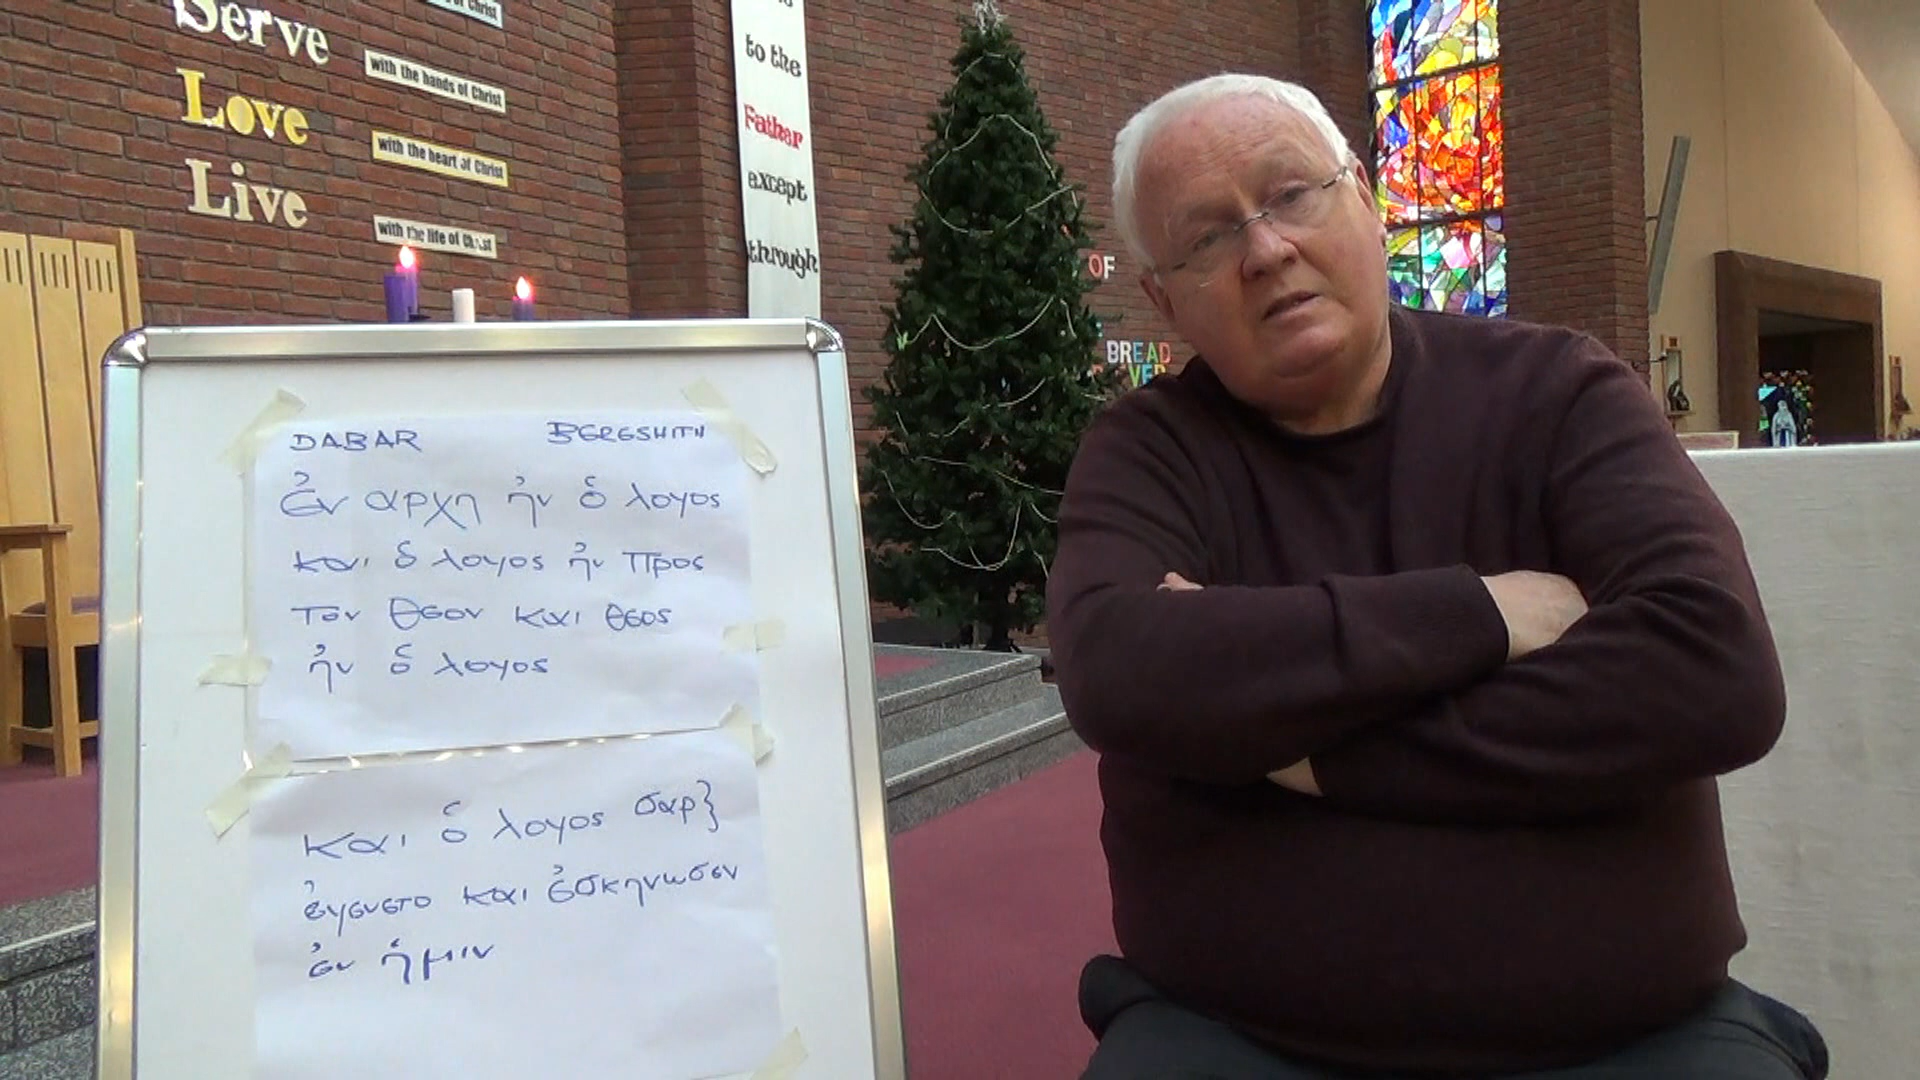 Serve
of Christ
with the hands of Christ
Love
with the heart of Christ
Live
with the life of Christ
to the
Father
except
through
OF
BREAD
DABAR BERESHITH
ἐν αρχη ἠν ὁ λογος
και ὁ λογος ἠν προς
τον θεον και θεος
ἠν ὁ λογος
και ὁ λογος σαρξ
ἐγενετο και ἐσκηνωσεν
ἐν ἡμιν